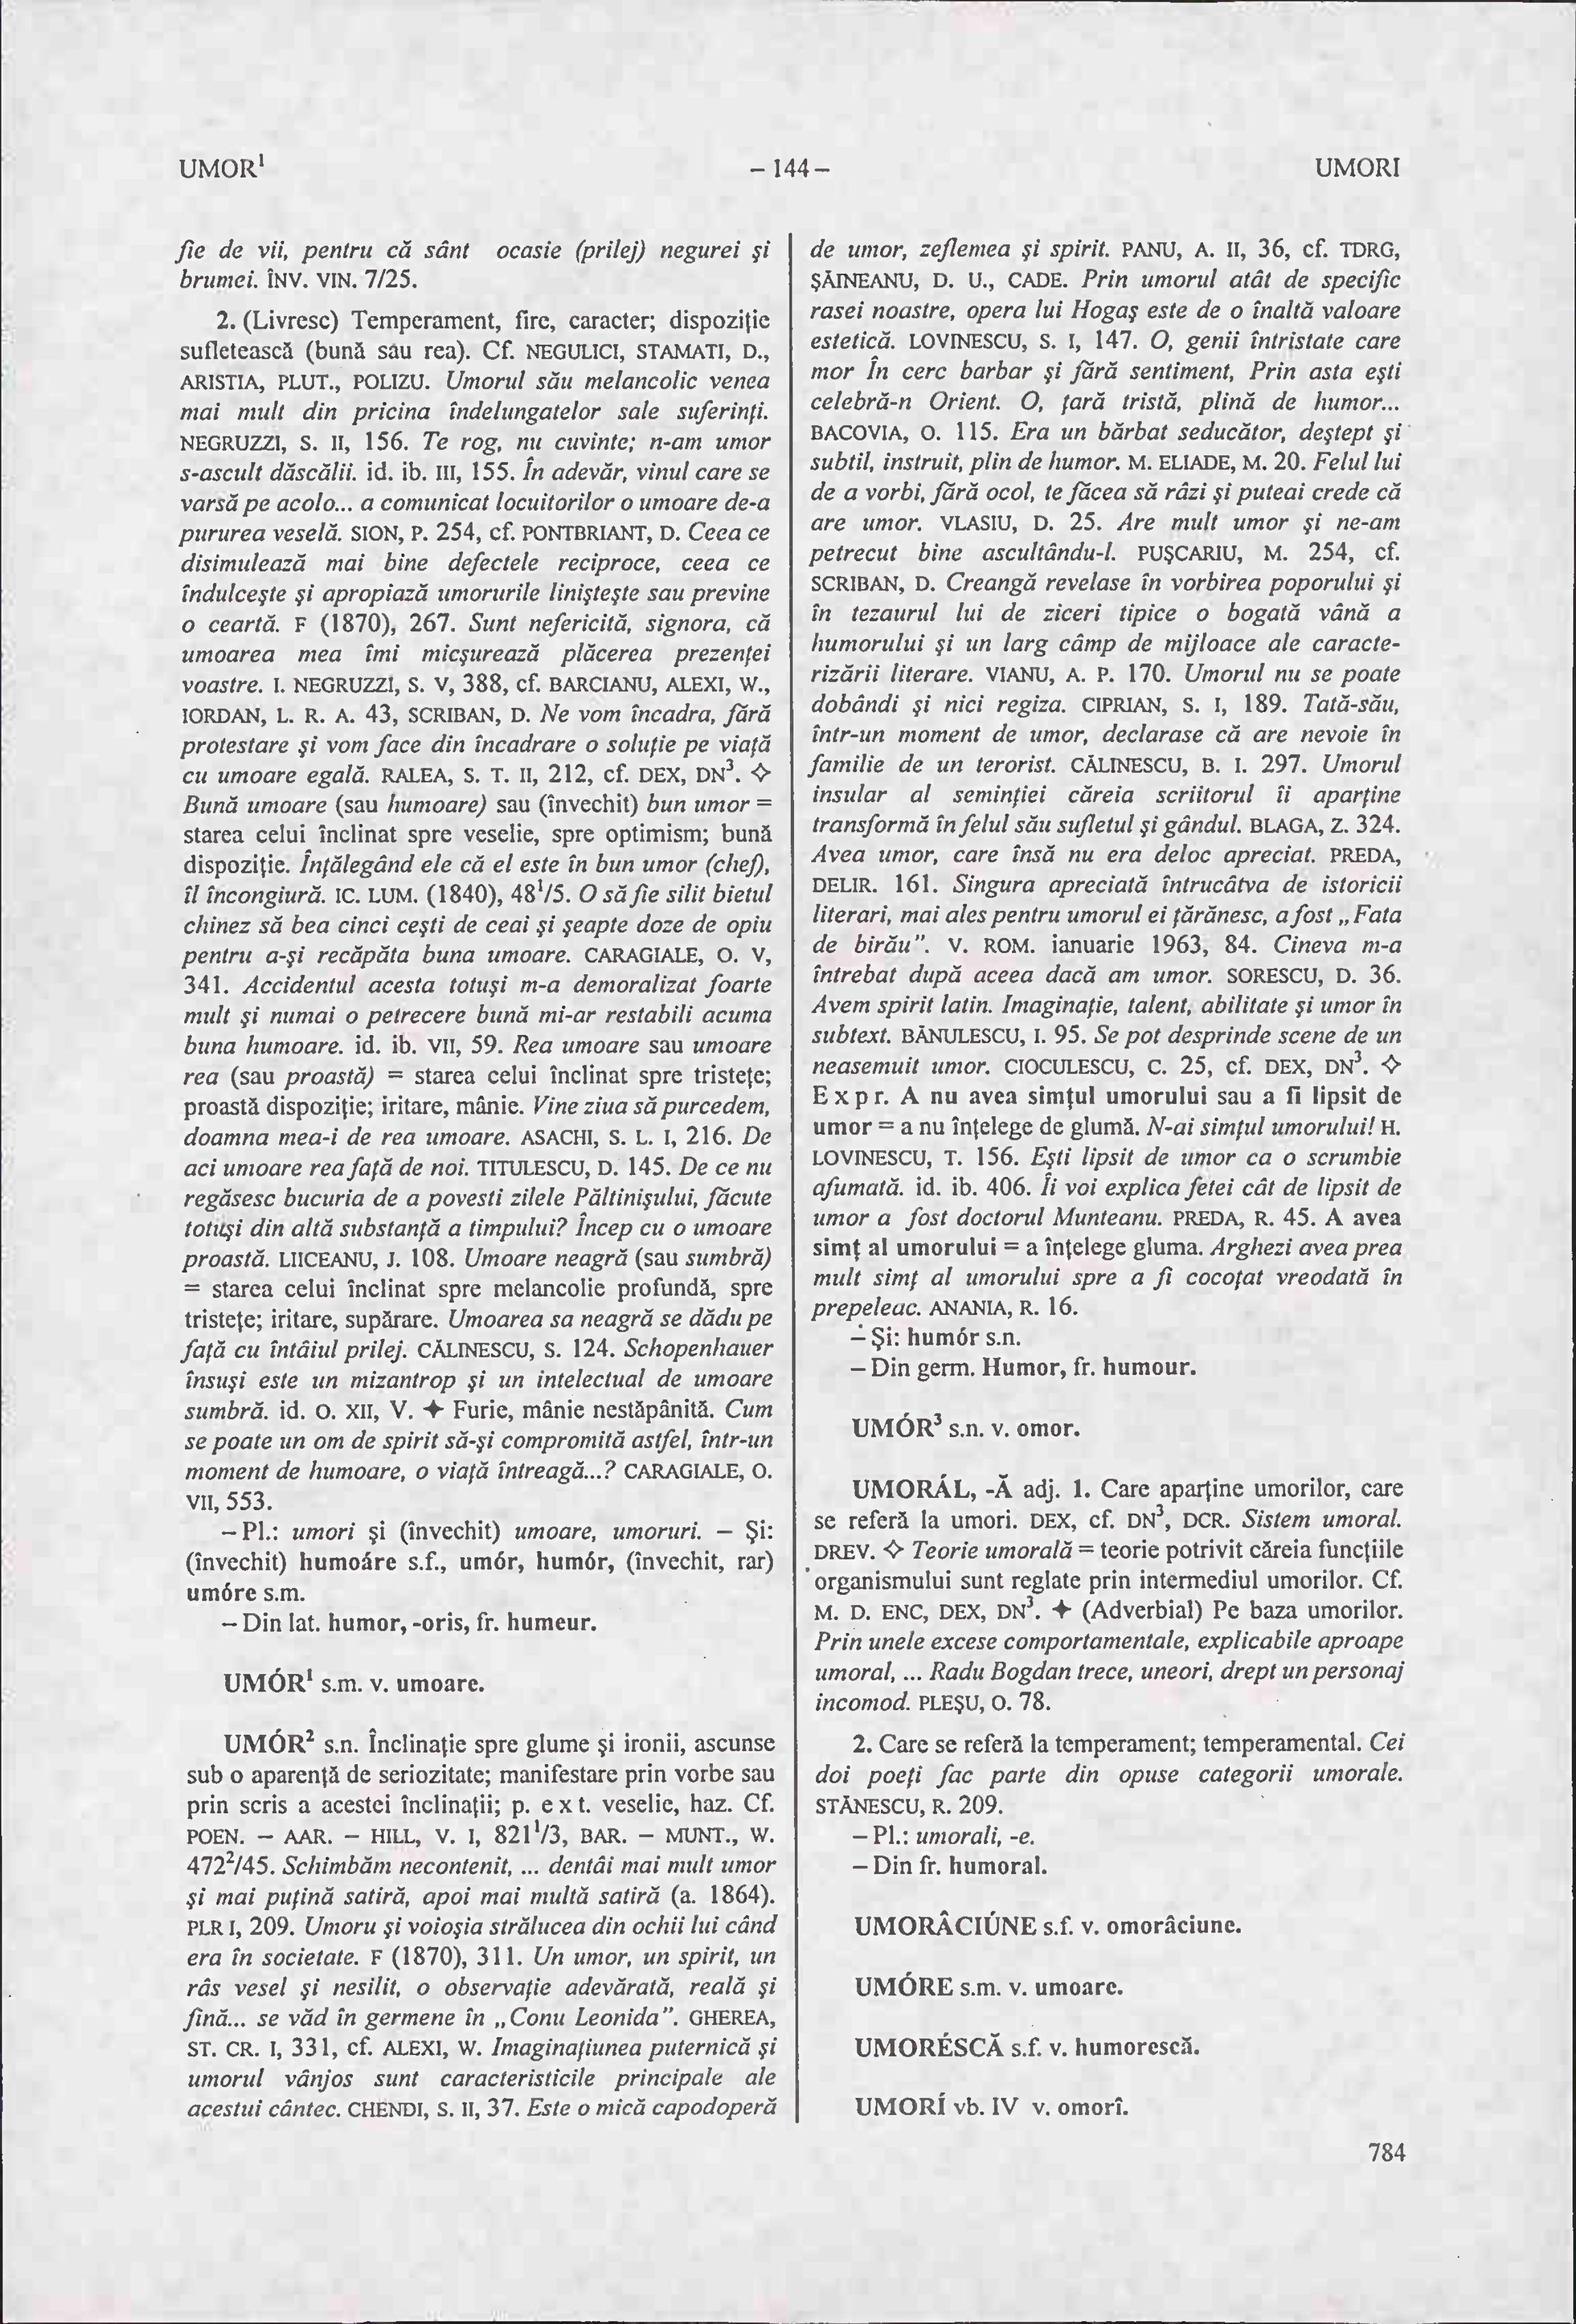 UMOR¹
– 144 –
UMORI
fie de vii, pentru că sânt ocasie (prilej) negurei şi
brumei. ÎNV. VIN. 7/25.
2. (Livresc) Temperament, fire, caracter; dispoziţie
sufletească (bună sau rea). Cf. NEGULICI, STAMATI, D.,
ARISTIA, PLUT., POLIZU. Umorul său melancolic venea
mai mult din pricina îndelungatelor sale suferinţi.
NEGRUZZI, S. II, 156. Te rog, nu cuvinte; n-am umor
s-ascult dăscălii. id. ib. III, 155. În adevăr, vinul care se
varsă pe acolo... a comunicat locuitorilor o umoare de-a
pururea veselă. SION, P. 254, cf. PONTBRIANT, D. Ceea ce
disimulează mai bine defectele reciproce, ceea ce
îndulceşte şi apropiază umorurile linişteşte sau previne
o ceartă. F (1870), 267. Sunt nefericită, signora, că
umoarea mea îmi micşurează plăcerea prezenţei
voastre. I. NEGRUZZI, S. V, 388, cf. BARCIANU, ALEXI, W.,
IORDAN, L. R. A. 43, SCRIBAN, D. Ne vom încadra, fără
protestare şi vom face din încadrare o soluţie pe viaţă
cu umoare egală. RALEA, S. T. II, 212, cf. DEX, DN³. ◇
Bună umoare (sau humoare) sau (învechit) bun umor =
starea celui înclinat spre veselie, spre optimism; bună
dispoziţie. Înţălegând ele că el este în bun umor (chef),
îl încongiură. IC. LUM. (1840), 48¹/5. O să fie silit bietul
chinez să bea cinci ceşti de ceai şi şeapte doze de opiu
pentru a-şi recăpăta buna umoare. CARAGIALE, O. V,
341. Accidentul acesta totuşi m-a demoralizat foarte
mult şi numai o petrecere bună mi-ar restabili acuma
buna humoare. id. ib. VII, 59. Rea umoare sau umoare
rea (sau proastă) = starea celui înclinat spre tristeţe;
proastă dispoziţie; iritare, mânie. Vine ziua să purcedem,
doamna mea-i de rea umoare. ASACHI, S. L. I, 216. De
aci umoare rea faţă de noi. TITULESCU, D. 145. De ce nu
regăsesc bucuria de a povesti zilele Păltinişului, făcute
totuşi din altă substanţă a timpului? Încep cu o umoare
proastă. LIICEANU, J. 108. Umoare neagră (sau sumbră)
= starea celui înclinat spre melancolie profundă, spre
tristeţe; iritare, supărare. Umoarea sa neagră se dădu pe
faţă cu întâiul prilej. CĂLINESCU, S. 124. Schopenhauer
însuşi este un mizantrop şi un intelectual de umoare
sumbră. id. O. XII, V. ✦ Furie, mânie nestăpânită. Cum
se poate un om de spirit să-şi compromită astfel, într-un
moment de humoare, o viaţă întreagă...? CARAGIALE, O.
VII, 553.
– Pl.: umori şi (învechit) umoare, umoruri. – Şi:
(învechit) humoáre s.f., umór, humór, (învechit, rar)
umóre s.m.
– Din lat. humor, -oris, fr. humeur.
UMÓR¹ s.m. v. umoare.
UMÓR² s.n. Înclinaţie spre glume şi ironii, ascunse
sub o aparenţă de seriozitate; manifestare prin vorbe sau
prin scris a acestei înclinaţii; p. ext. veselie, haz. Cf.
POEN. – AAR. – HILL, V. I, 821¹/3, BAR. – MUNT., W.
472²/45. Schimbăm necontenit, ... dentâi mai mult umor
şi mai puţină satiră, apoi mai multă satiră (a. 1864).
PLR I, 209. Umoru şi voioşia strălucea din ochii lui când
era în societate. F (1870), 311. Un umor, un spirit, un
râs vesel şi nesilit, o observaţie adevărată, reală şi
fină... se văd în germene în „Conu Leonida”. GHEREA,
ST. CR. I, 331, cf. ALEXI, W. Imaginaţiunea puternică şi
umorul vânjos sunt caracteristicile principale ale
acestui cântec. CHENDI, S. II, 37. Este o mică capodoperă
de umor, zeflemea şi spirit. PANU, A. II, 36, cf. TDRG,
ŞĂINEANU, D. U., CADE. Prin umorul atât de specific
rasei noastre, opera lui Hogaş este de o înaltă valoare
estetică. LOVINESCU, S. I, 147. O, genii întristate care
mor În cerc barbar şi fără sentiment, Prin asta eşti
celebră-n Orient. O, ţară tristă, plină de humor...
BACOVIA, O. 115. Era un bărbat seducător, deştept şi
subtil, instruit, plin de humor. M. ELIADE, M. 20. Felul lui
de a vorbi, fără ocol, te făcea să râzi şi puteai crede că
are umor. VLASIU, D. 25. Are mult umor şi ne-am
petrecut bine ascultându-l. PUŞCARIU, M. 254, cf.
SCRIBAN, D. Creangă revelase în vorbirea poporului şi
în tezaurul lui de ziceri tipice o bogată vână a
humorului şi un larg câmp de mijloace ale caracte-
rizării literare. VIANU, A. P. 170. Umorul nu se poate
dobândi şi nici regiza. CIPRIAN, S. I, 189. Tată-său,
într-un moment de umor, declarase că are nevoie în
familie de un terorist. CĂLINESCU, B. I. 297. Umorul
insular al seminţiei căreia scriitorul îi aparţine
transformă în felul său sufletul şi gândul. BLAGA, Z. 324.
Avea umor, care însă nu era deloc apreciat. PREDA,
DELIR. 161. Singura apreciată întrucâtva de istoricii
literari, mai ales pentru umorul ei ţărănesc, a fost „Fata
de birău”. V. ROM. ianuarie 1963, 84. Cineva m-a
întrebat după aceea dacă am umor. SORESCU, D. 36.
Avem spirit latin. Imaginaţie, talent, abilitate şi umor în
subtext. BĂNULESCU, I. 95. Se pot desprinde scene de un
neasemuit umor. CIOCULESCU, C. 25, cf. DEX, DN³. ◇
Expr. A nu avea simţul umorului sau a fi lipsit de
umor = a nu înţelege de glumă. N-ai simţul umorului! H.
LOVINESCU, T. 156. Eşti lipsit de umor ca o scrumbie
afumată. id. ib. 406. Îi voi explica fetei cât de lipsit de
umor a fost doctorul Munteanu. PREDA, R. 45. A avea
simţ al umorului = a înţelege gluma. Arghezi avea prea
mult simţ al umorului spre a fi cocoţat vreodată în
prepeleac. ANANIA, R. 16.
– Şi: humór s.n.
– Din germ. Humor, fr. humour.
UMÓR³ s.n. v. omor.
UMORÁL, -Ă adj. 1. Care aparţine umorilor, care
se referă la umori. DEX, cf. DN³, DCR. Sistem umoral.
DREV. ◇ Teorie umorală = teorie potrivit căreia funcţiile
organismului sunt reglate prin intermediul umorilor. Cf.
M. D. ENC, DEX, DN³. ✦ (Adverbial) Pe baza umorilor.
Prin unele excese comportamentale, explicabile aproape
umoral, ... Radu Bogdan trece, uneori, drept un personaj
incomod. PLEŞU, O. 78.
2. Care se referă la temperament; temperamental. Cei
doi poeţi fac parte din opuse categorii umorale.
STĂNESCU, R. 209.
– Pl.: umorali, -e.
– Din fr. humoral.
UMORÂCIÚNE s.f. v. omorâciune.
UMÓRE s.m. v. umoare.
UMORÉSCĂ s.f. v. humorescă.
UMORÍ vb. IV v. omorî.
784